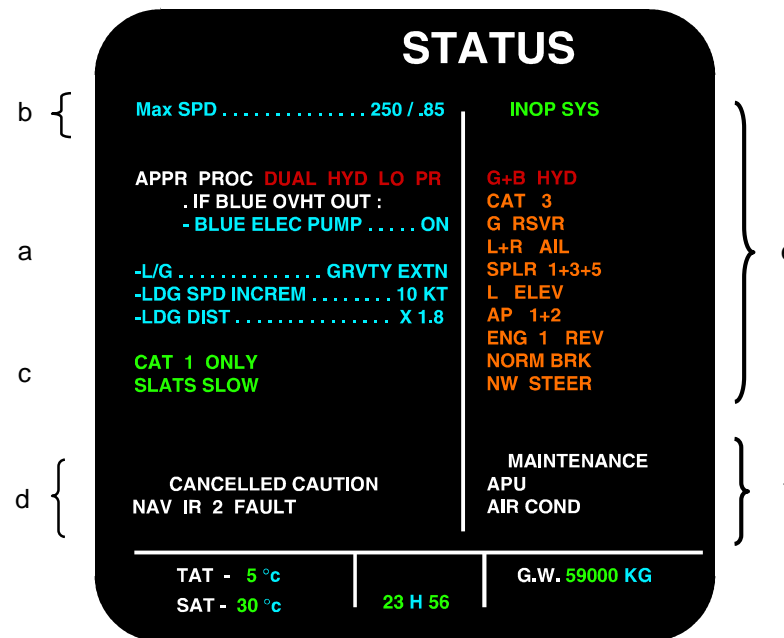 STATUS
b
Max SPD . . . . . . . . . . . . . . 250 / .85
INOP SYS
APPR PROC DUAL HYD LO PR
. IF BLUE OVHT OUT :
- BLUE ELEC PUMP . . . . . ON
a
-L/G . . . . . . . . . . . . . . GRVTY EXTN
-LDG SPD INCREM . . . . . . . . 10 KT
-LDG DIST . . . . . . . . . . . . . . . X 1.8
c
CAT 1 ONLY
SLATS SLOW
G+B HYD
CAT 3
G RSVR
L+R AIL
SPLR 1+3+5
L ELEV
AP 1+2
ENG 1 REV
NORM BRK
NW STEER
d
CANCELLED CAUTION
NAV IR 2 FAULT
MAINTENANCE
APU
AIR COND
TAT - 5 °c
SAT - 30 °c
23 H 56
G.W. 59000 KG